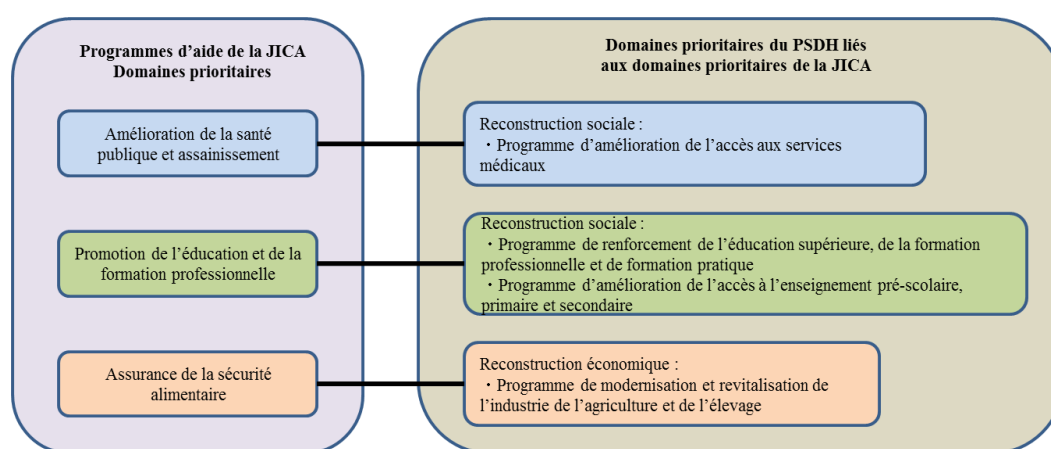 Programmes d'aide de la JICA
Domaines prioritaires
Domaines prioritaires du PSDH liés
aux domaines prioritaires de la JICA
Amélioration de la santé
publique et assainissement
Reconstruction sociale :
・Programme d'amélioration de l'accès aux services
médicaux
Promotion de l'éducation et de la
formation professionnelle
Reconstruction sociale :
・Programme de renforcement de l'éducation supérieure, de la formation
professionnelle et de formation pratique
・Programme d'amélioration de l'accès à l'enseignement pré-scolaire,
primaire et secondaire
Assurance de la sécurité
alimentaire
Reconstruction économique :
・Programme de modernisation et revitalisation de
l'industrie de l'agriculture et de l'élevage